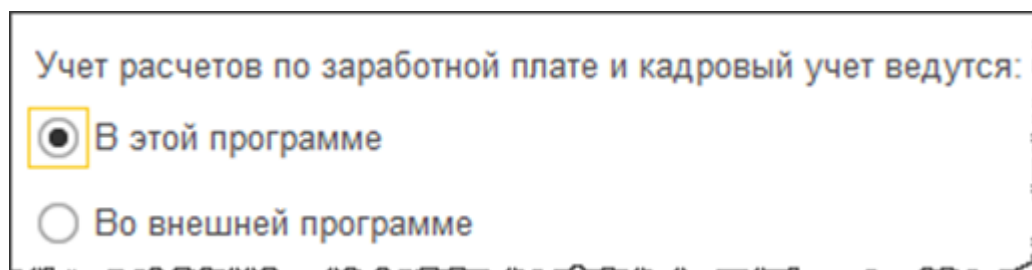 Учет расчетов по заработной плате и кадровый учет ведутся:
В этой программе
Во внешней программе